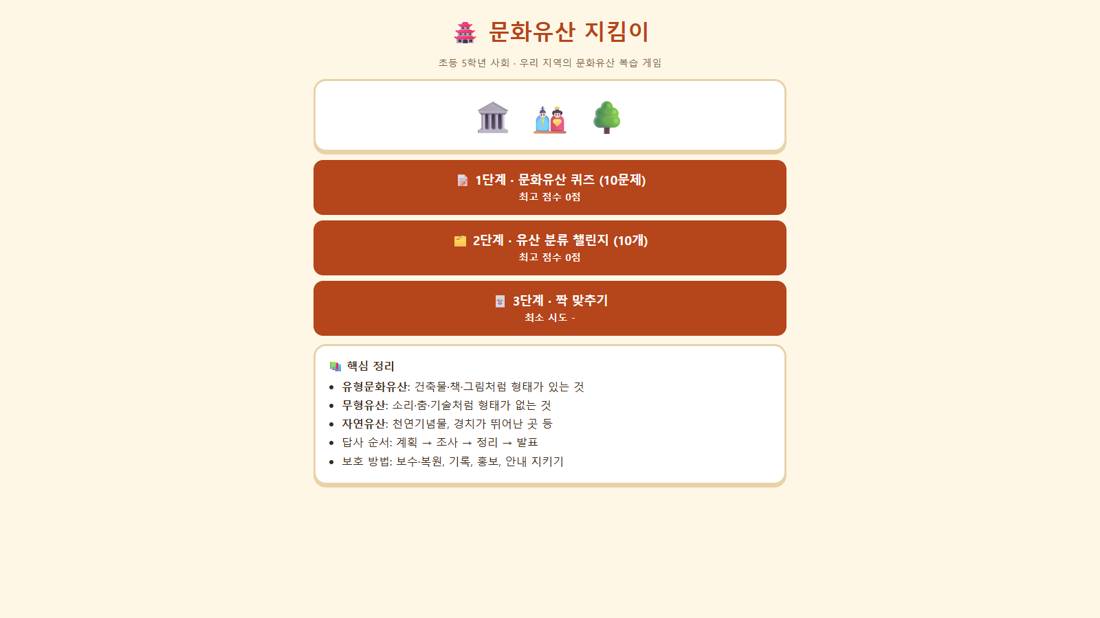 문화유산 지킴이
초등 5학년 사회 · 우리 지역의 문화유산 복습 게임
1단계 · 문화유산 퀴즈 (10문제)
최고 점수 0점
2단계 · 유산 분류 챌린지 (10개)
최고 점수 0점
3단계 · 짝 맞추기
최소 시도 -
핵심 정리
• 유형문화유산: 건축물·책·그림처럼 형태가 있는 것
• 무형유산: 소리·춤·기술처럼 형태가 없는 것
• 자연유산: 천연기념물, 경치가 뛰어난 곳 등
• 답사 순서: 계획 → 조사 → 정리 → 발표
• 보호 방법: 보수·복원, 기록, 홍보, 안내 지키기